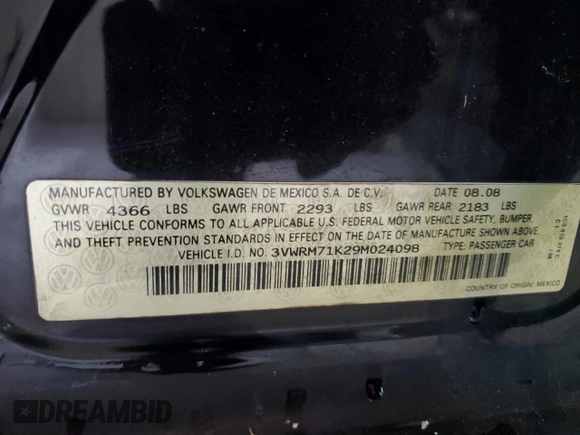 MANUFACTURED BY VOLKSWAGEN DE MEXICO S.A. DE C.V. DATE 08.08
GVWR 4366 LBS GAWR FRONT 2293 LBS GAWR REAR 2183 LBS
THIS VEHICLE CONFORMS TO ALL APPLICABLE U.S. FEDERAL MOTOR VEHICLE SAFETY, BUMPER,
AND THEFT PREVENTION STANDARDS IN EFFECT ON THE DATE OF MANUFACTURE SHOWN ABOVE.
VEHICLE I.D. NO. 3VWRM71K29M024098 TYPE: PASSENGER CAR
COUNTRY OF ORIGIN: MEXICO
DREAMBID